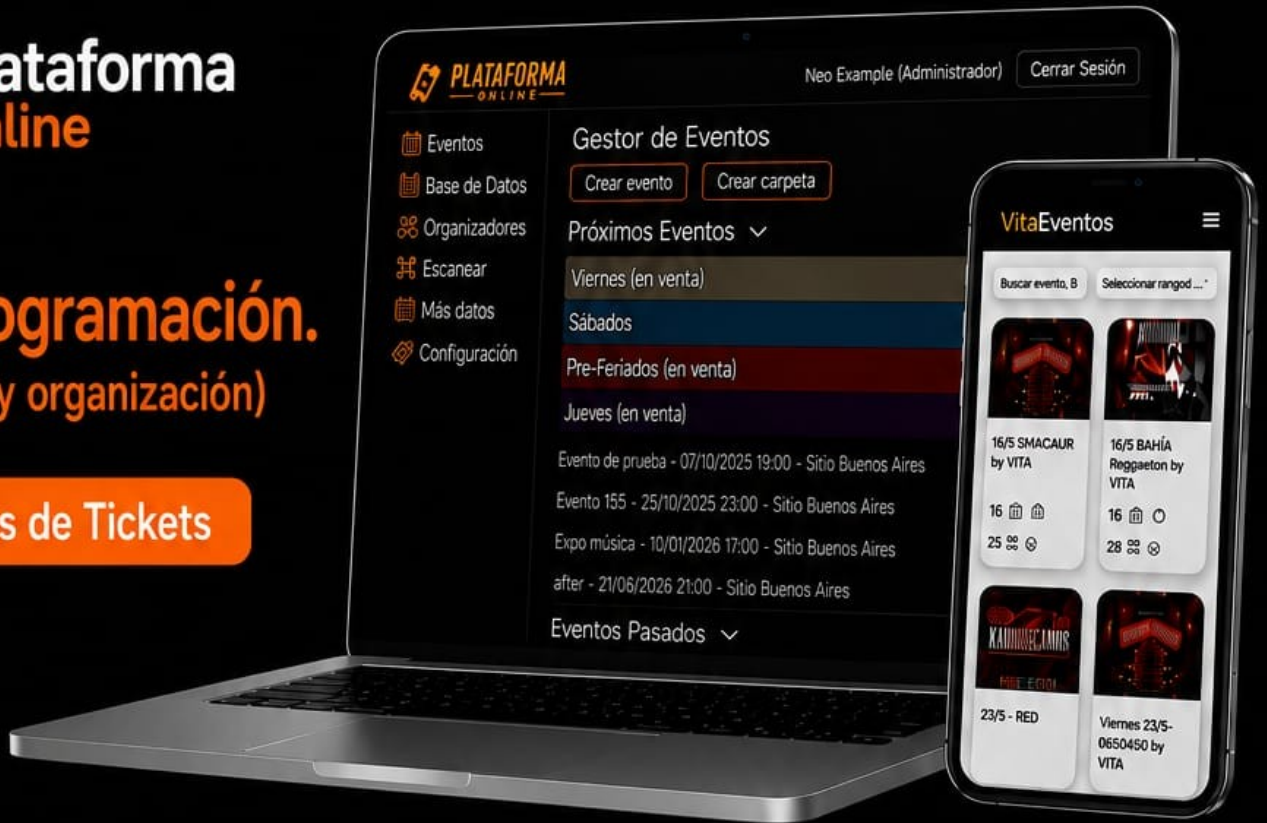 ataforma
line
ogramación.
y organización)
s de Tickets
PLATAFORMA
ONLINE
Neo Example (Administrador)
Cerrar Sesión
Eventos
Base de Datos
Organizadores
Escanear
Más datos
Configuración
Gestor de Eventos
Crear evento
Crear carpeta
Próximos Eventos
Viernes (en venta)
Sábados
Pre-Feriados (en venta)
Jueves (en venta)
Evento de prueba - 07/10/2025 19:00 - Sitio Buenos Aires
Evento 155 - 25/10/2025 23:00 - Sitio Buenos Aires
Expo música - 10/01/2026 17:00 - Sitio Buenos Aires
after - 21/06/2026 21:00 - Sitio Buenos Aires
Eventos Pasados
VitaEventos
Buscar evento, B
Seleccionar rangod ...
16/5 SMACAUR
by VITA
16
25
16/5 BAHÍA
Reggaeton by
VITA
16
28
23/5 - RED
Viernes 23/5-
0650450 by
VITA